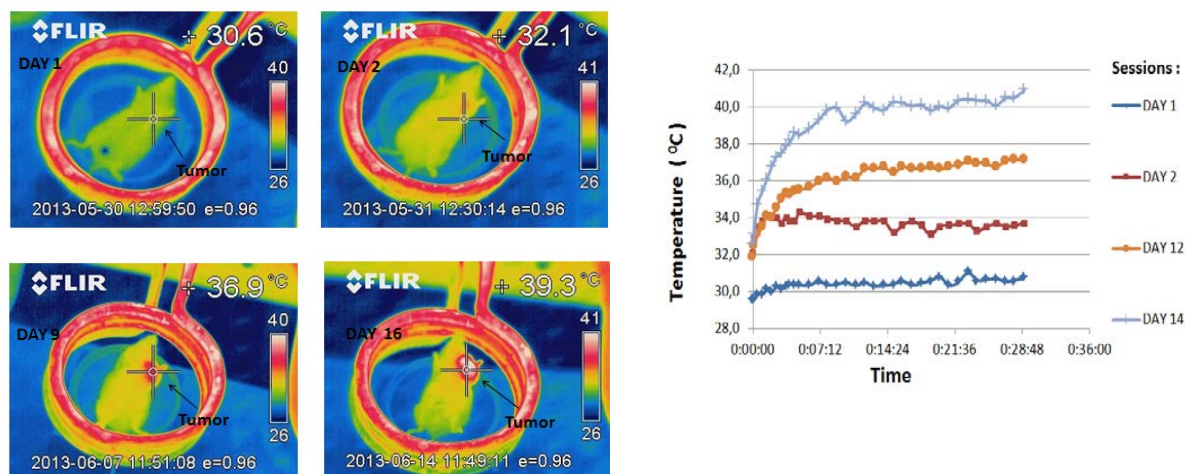 FLIR
30.6 °C
DAY 1
40
Tumor
26
2013-05-30 12:59:50 e=0.96
FLIR
32.1 °C
DAY 2
41
Tumor
26
2013-05-31 12:30:14 e=0.96
FLIR
36.9 °C
DAY 9
40
Tumor
26
2013-06-07 11:51:08 e=0.96
FLIR
39.3 °C
DAY 16
41
Tumor
26
2013-06-14 11:49:11 e=0.96
Temperature ( °C)
42,0
40,0
38,0
36,0
34,0
32,0
30,0
28,0
0:00:00 0:07:12 0:14:24 0:21:36 0:28:48 0:36:00
Time
Sessions :
DAY 1
DAY 2
DAY 12
DAY 14